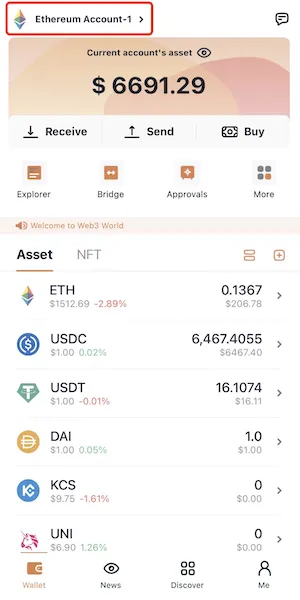 Ethereum Account-1 >
Current account's asset
$ 6691.29
Receive Send Buy
Explorer Bridge Approvals More
Welcome to Web3 World
Asset NFT
ETH 0.1367
$1512.69 -2.89% $206.78
USDC 6,467.4055
$1.00 0.02% $6467.40
USDT 16.1074
$1.00 -0.01% $16.11
DAI 1.0
$1.00 0.05% $1.00
KCS 0
$9.75 -1.61% $0.00
UNI 0
$6.90 1.26% $0.00
Wallet News Discover Me